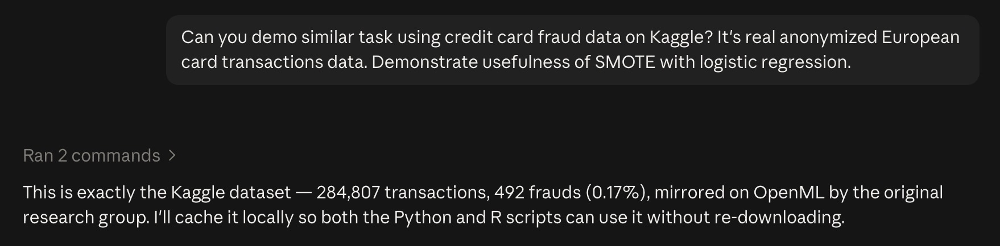 Can you demo similar task using credit card fraud data on Kaggle? It's real anonymized European
card transactions data. Demonstrate usefulness of SMOTE with logistic regression.
Ran 2 commands >
This is exactly the Kaggle dataset — 284,807 transactions, 492 frauds (0.17%), mirrored on OpenML by the original
research group. I'll cache it locally so both the Python and R scripts can use it without re-downloading.